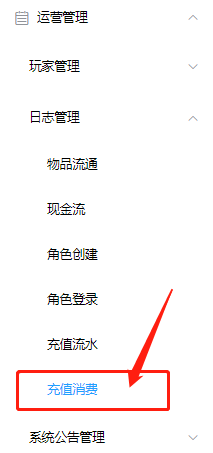 运营管理
玩家管理
日志管理
物品流通
现金流
角色创建
角色登录
充值流水
充值消费
系统公告管理